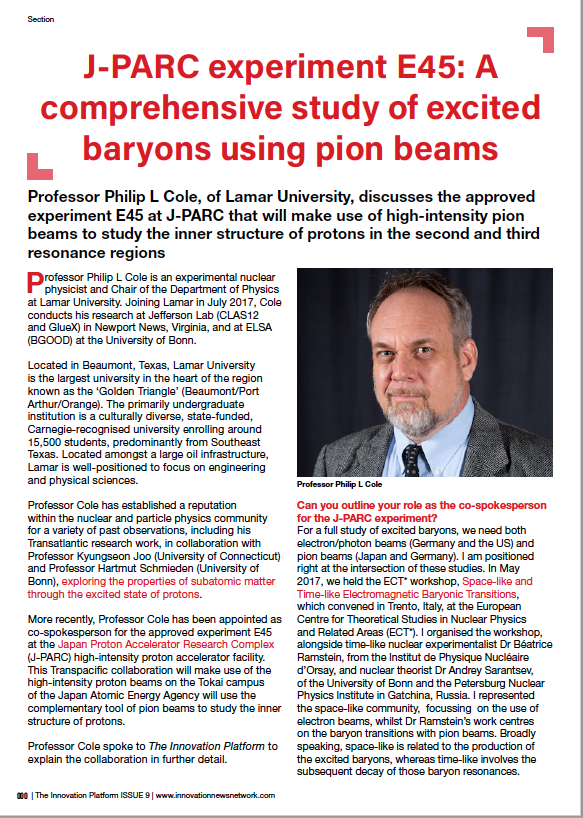 Section
J-PARC experiment E45: A
comprehensive study of excited
baryons using pion beams
Professor Philip L Cole, of Lamar University, discusses the approved
experiment E45 at J-PARC that will make use of high-intensity pion
beams to study the inner structure of protons in the second and third
resonance regions
Professor Philip L Cole is an experimental nuclear
physicist and Chair of the Department of Physics
at Lamar University. Joining Lamar in July 2017, Cole
conducts his research at Jefferson Lab (CLAS12
and GlueX) in Newport News, Virginia, and at ELSA
(BGOOD) at the University of Bonn.
Located in Beaumont, Texas, Lamar University
is the largest university in the heart of the region
known as the ‘Golden Triangle’ (Beaumont/Port
Arthur/Orange). The primarily undergraduate
institution is a culturally diverse, state-funded,
Carnegie-recognised university enrolling around
15,500 students, predominantly from Southeast
Texas. Located amongst a large oil infrastructure,
Lamar is well-positioned to focus on engineering
and physical sciences.
Professor Cole has established a reputation
within the nuclear and particle physics community
for a variety of past observations, including his
Transatlantic research work, in collaboration with
Professor Kyungseon Joo (University of Connecticut)
and Professor Hartmut Schmieden (University of
Bonn), exploring the properties of subatomic matter
through the excited state of protons.
More recently, Professor Cole has been appointed as
co-spokesperson for the approved experiment E45
at the Japan Proton Accelerator Research Complex
(J-PARC) high-intensity proton accelerator facility.
This Transpacific collaboration will make use of the
high-intensity proton beams on the Tokai campus
of the Japan Atomic Energy Agency will use the
complementary tool of pion beams to study the inner
structure of protons.
Professor Cole spoke to The Innovation Platform to
explain the collaboration in further detail.
Professor Philip L Cole
Can you outline your role as the co-spokesperson
for the J-PARC experiment?
For a full study of excited baryons, we need both
electron/photon beams (Germany and the US) and
pion beams (Japan and Germany). I am positioned
right at the intersection of these studies. In May
2017, we held the ECT* workshop, Space-like and
Time-like Electromagnetic Baryonic Transitions,
which convened in Trento, Italy, at the European
Centre for Theoretical Studies in Nuclear Physics
and Related Areas (ECT*). I organised the workshop,
alongside time-like nuclear experimentalist Dr Béatrice
Ramstein, from the Institut de Physique Nucléaire
d’Orsay, and nuclear theorist Dr Andrey Sarantsev,
of the University of Bonn and the Petersburg Nuclear
Physics Institute in Gatchina, Russia. I represented
the space-like community, focussing on the use of
electron beams, whilst Dr Ramstein’s work centres
on the baryon transitions with pion beams. Broadly
speaking, space-like is related to the production of
the excited baryons, whereas time-like involves the
subsequent decay of those baryon resonances.
| The Innovation Platform ISSUE 9 | www.innovationnewsnetwork.com